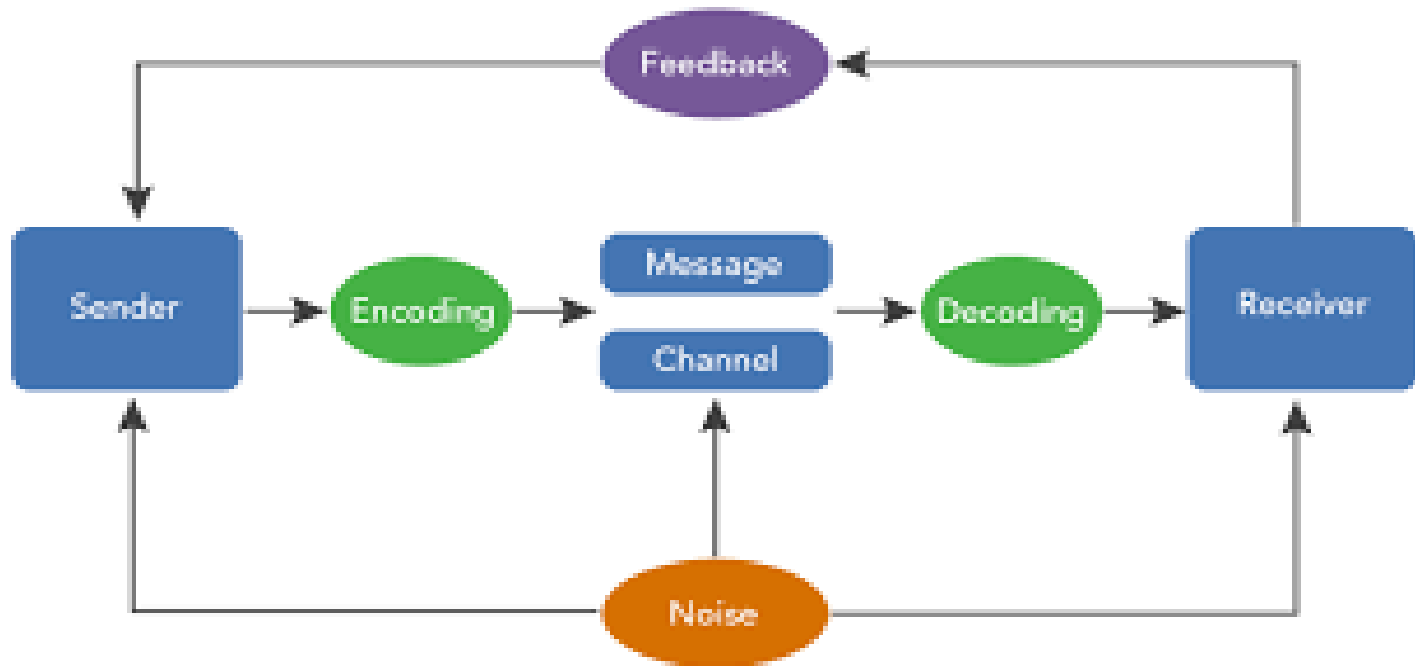 Feedback
Sender
Encoding
Message
Channel
Decoding
Receiver
Noise